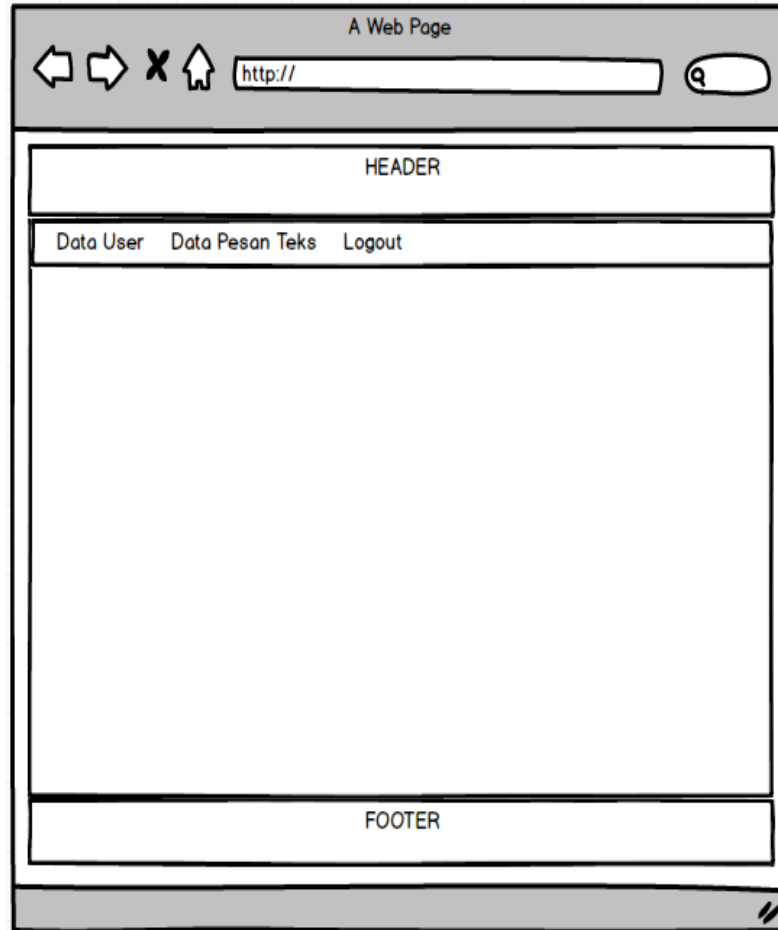 A Web Page
http://
HEADER
Data User Data Pesan Teks Logout
FOOTER